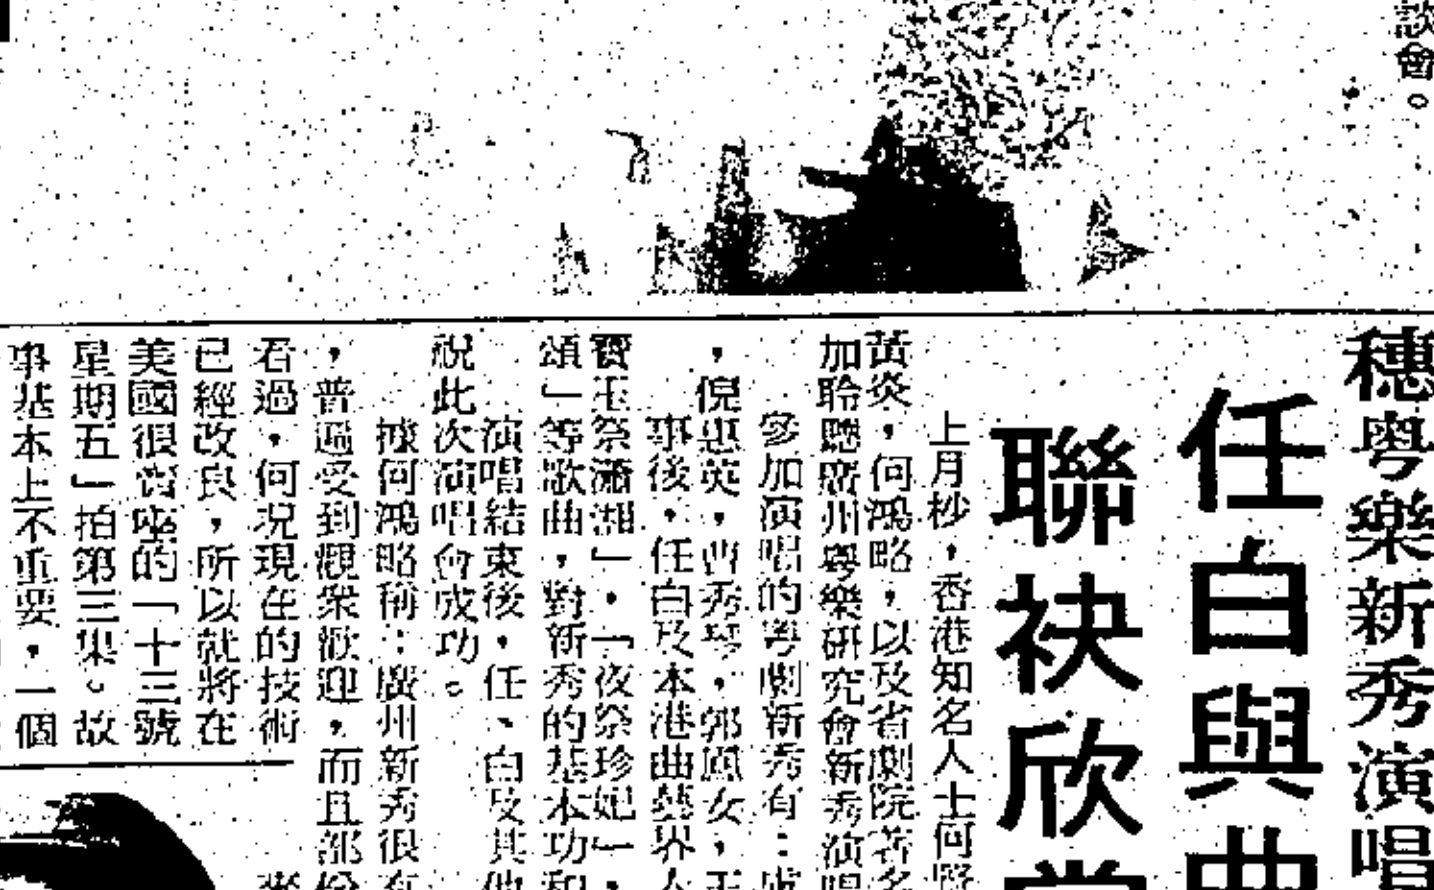 談會。
穗粵樂新秀演唱
任白與曲
聯袂欣賞
上月杪，香港知名人士何賢
黃炎，何鴻略，以及省劇院著名
加聆聽廣州粵樂研究會新秀演唱
參加演唱的粵劇新秀有：
，倪惠英，曹秀琴，郭鳳女，王
事後，任白及本港曲藝界人
寶玉祭瀟湘」，「夜祭珍妃」，
頌」等歌曲，對新秀的基本功和
演唱結束後，任、白及其他
祝此次演唱會成功。
據何鴻略稱：廣州新秀很有
，普遍受到觀眾歡迎，而且部份
看過，何況現在的技術
已經改良，所以就將在
美國很賣座的「十三號
星期五」拍第三集。故
事基本上不重要，一個